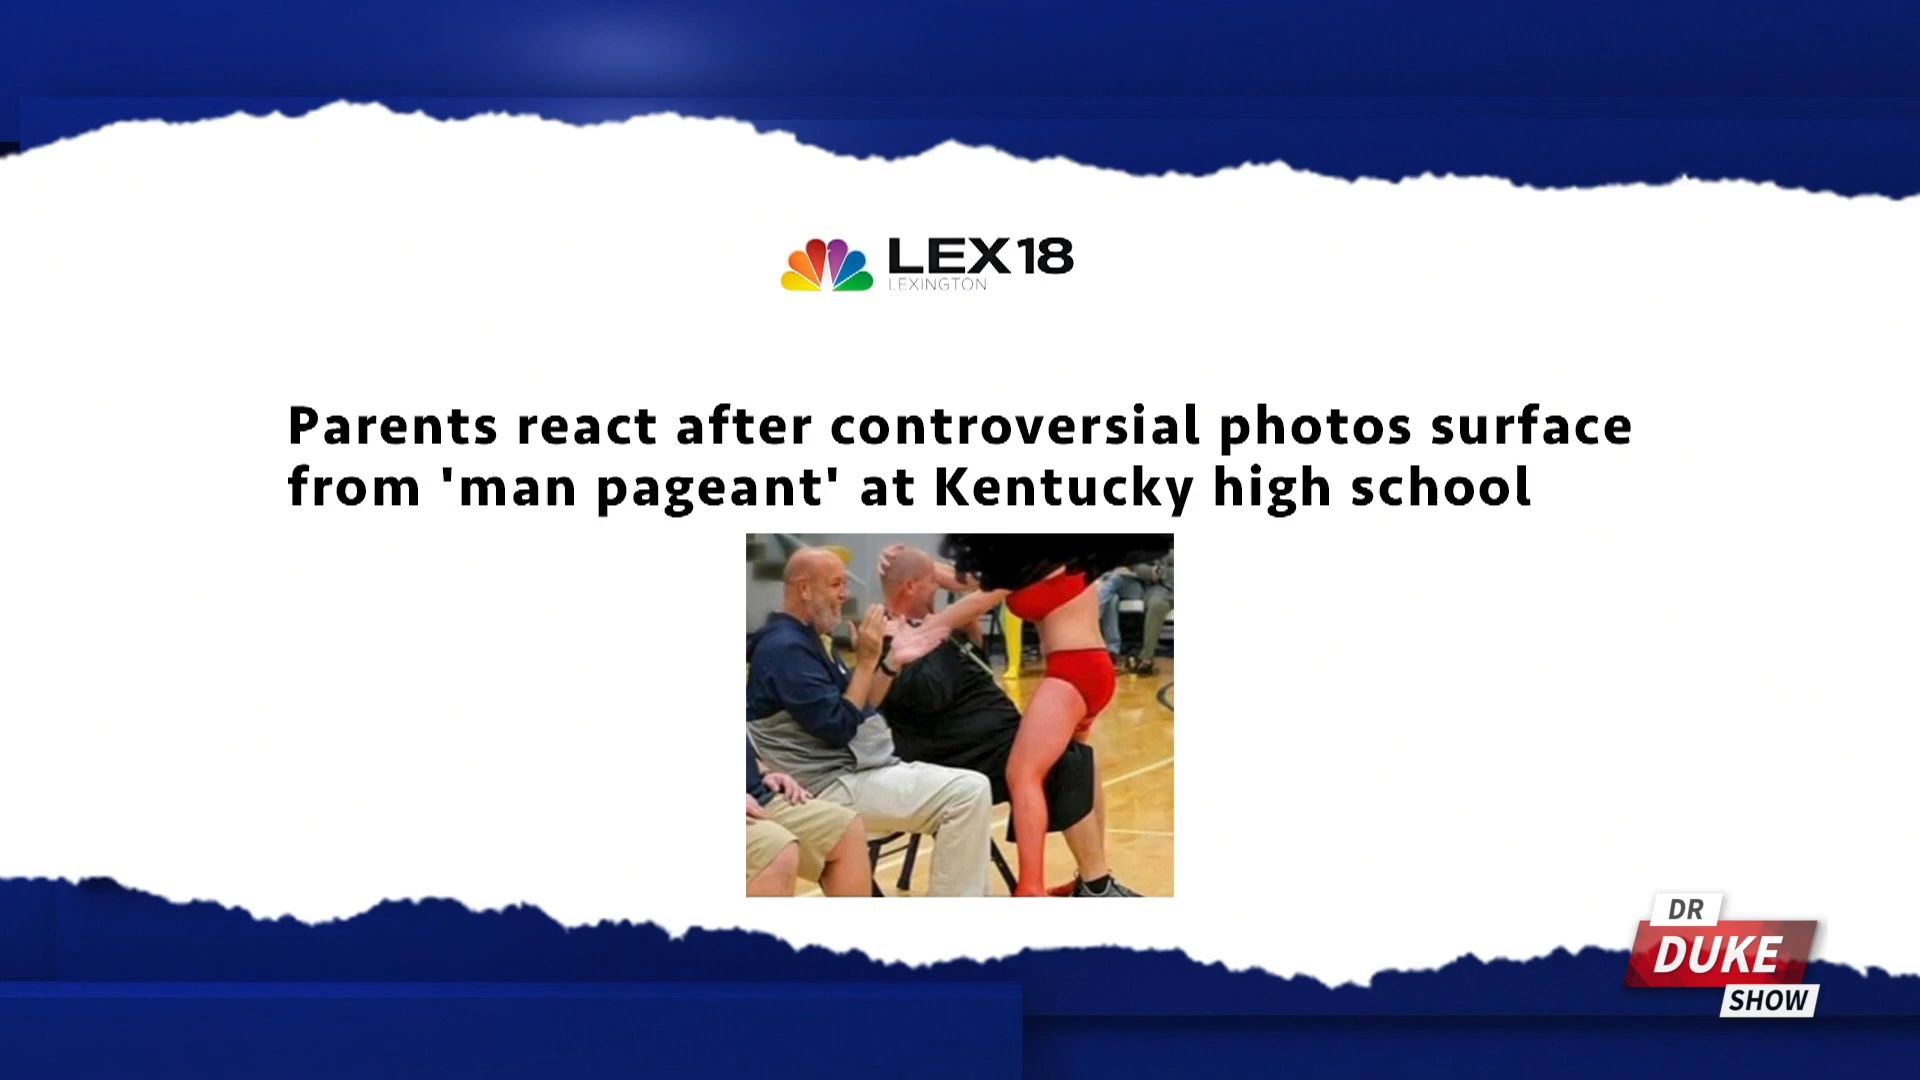 LEX18
LEXINGTON
Parents react after controversial photos surface
from 'man pageant' at Kentucky high school
DR
DUKE
SHOW